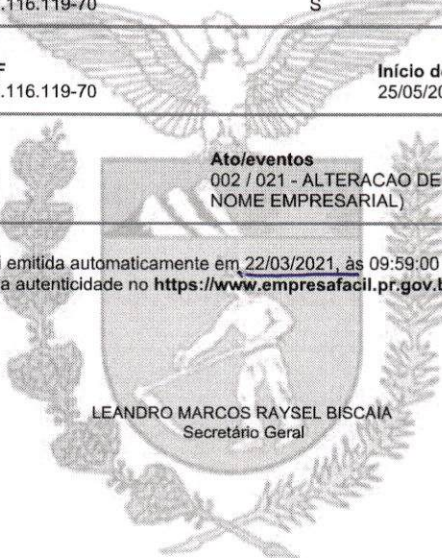 .116.119-70 S
F Início d
.116.119-70 25/05/20
Ato/eventos
002 / 021 - ALTERACAO DE
NOME EMPRESARIAL)
i emitida automaticamente em 22/03/2021, às 09:59:00
a autenticidade no https://www.empresafacil.pr.gov.b
LEANDRO MARCOS RAYSEL BISCAIA
Secretário Geral